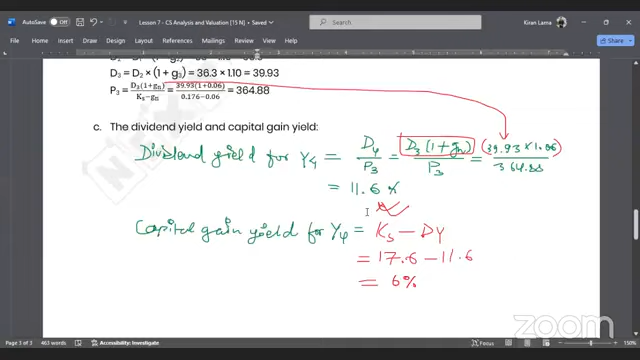 AutoSave Off Lesson 7 - CS Analysis and Valuation [15 N] • Saved Search Kiran Lama
File Home Insert Draw Design Layout References Mailings Review View Help
D₃ = D₂ × (1 + g₃) = 36.3 × 1.10 = 39.93
P₃ = D₃(1+gₙ) / Kₛ−gₙ = 39.93(1+0.06) / 0.176−0.06 = 364.88
c. The dividend yield and capital gain yield:
Dividend yield for Y₄ = D₄ / P₃ = D₃ (1 + gₙ) / P₃ = (39.93 × 1.06) / 364.88
= 11.6 %
Capital gain yield for Y₄ = Kₛ − DY
= 17.6 − 11.6
= 6%
zoom
Page 3 of 3 463 words Accessibility: Investigate Focus 150%